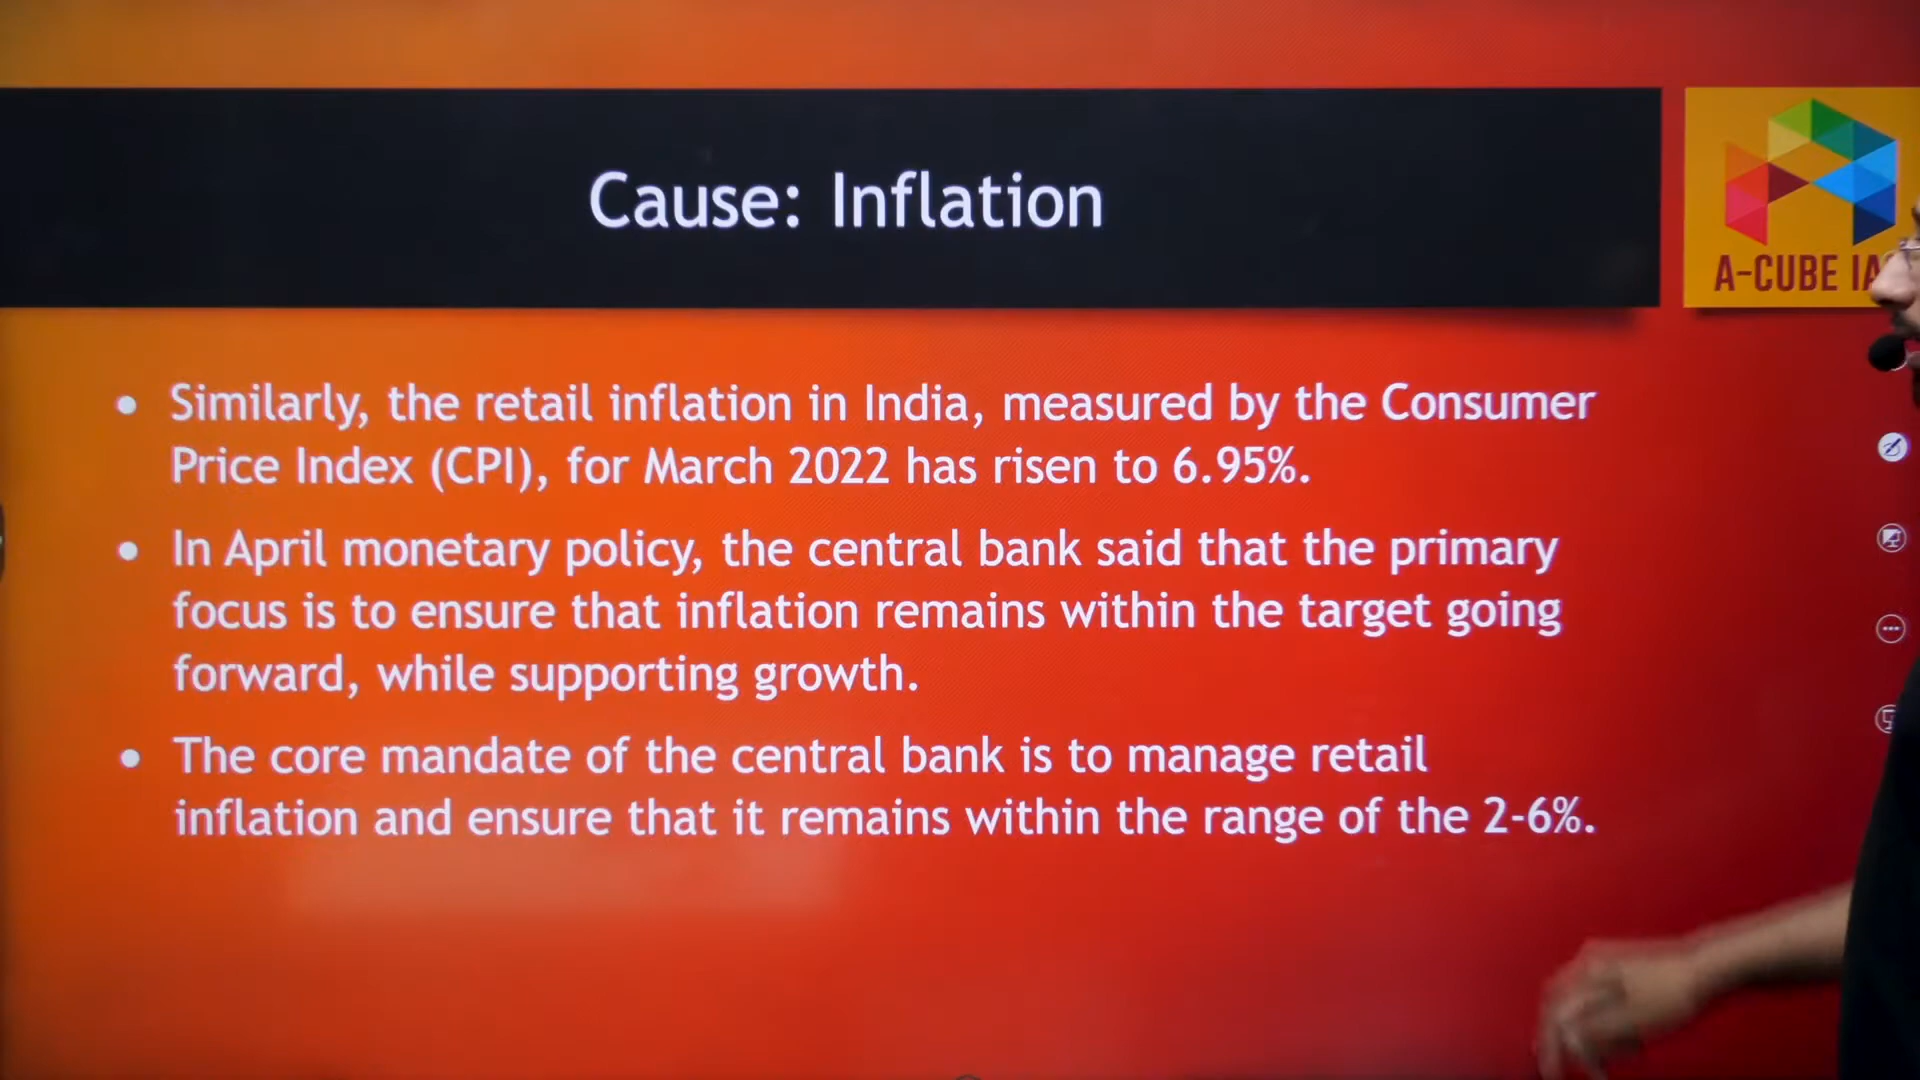 Cause: Inflation
A-CUBE
• Similarly, the retail inflation in India, measured by the Consumer
Price Index (CPI), for March 2022 has risen to 6.95%.
• In April monetary policy, the central bank said that the primary
focus is to ensure that inflation remains within the target going
forward, while supporting growth.
• The core mandate of the central bank is to manage retail
inflation and ensure that it remains within the range of the 2-6%.